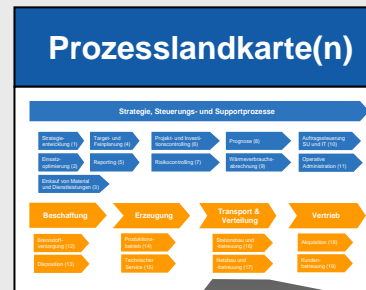 Prozesslandkarte(n)
Strategie, Steuerungs- und Supportprozesse
Strategie-
entwicklung (1)
Target- und
Feinplanung (4)
Projekt- und Investi-
tionscontrolling (6)
Prognose (8)
Auftragssteuerung
SU und IT (10)
Einsatz-
optimierung (2)
Reporting (5)
Risikocontrolling (7)
Wärmeverbrauchs-
abrechnung (9)
Operative
Administration (11)
Einkauf von Material
und Dienstleistungen (3)
Beschaffung
Erzeugung
Transport &
Verteilung
Vertrieb
Brennstoff-
versorgung (12)
Produktions-
betrieb (14)
Stationsbau und
-betreuung (16)
Akquisition (18)
Disposition (13)
Technischer
Service (15)
Netzbau und
-betreuung (17)
Kunden-
betreuung (19)